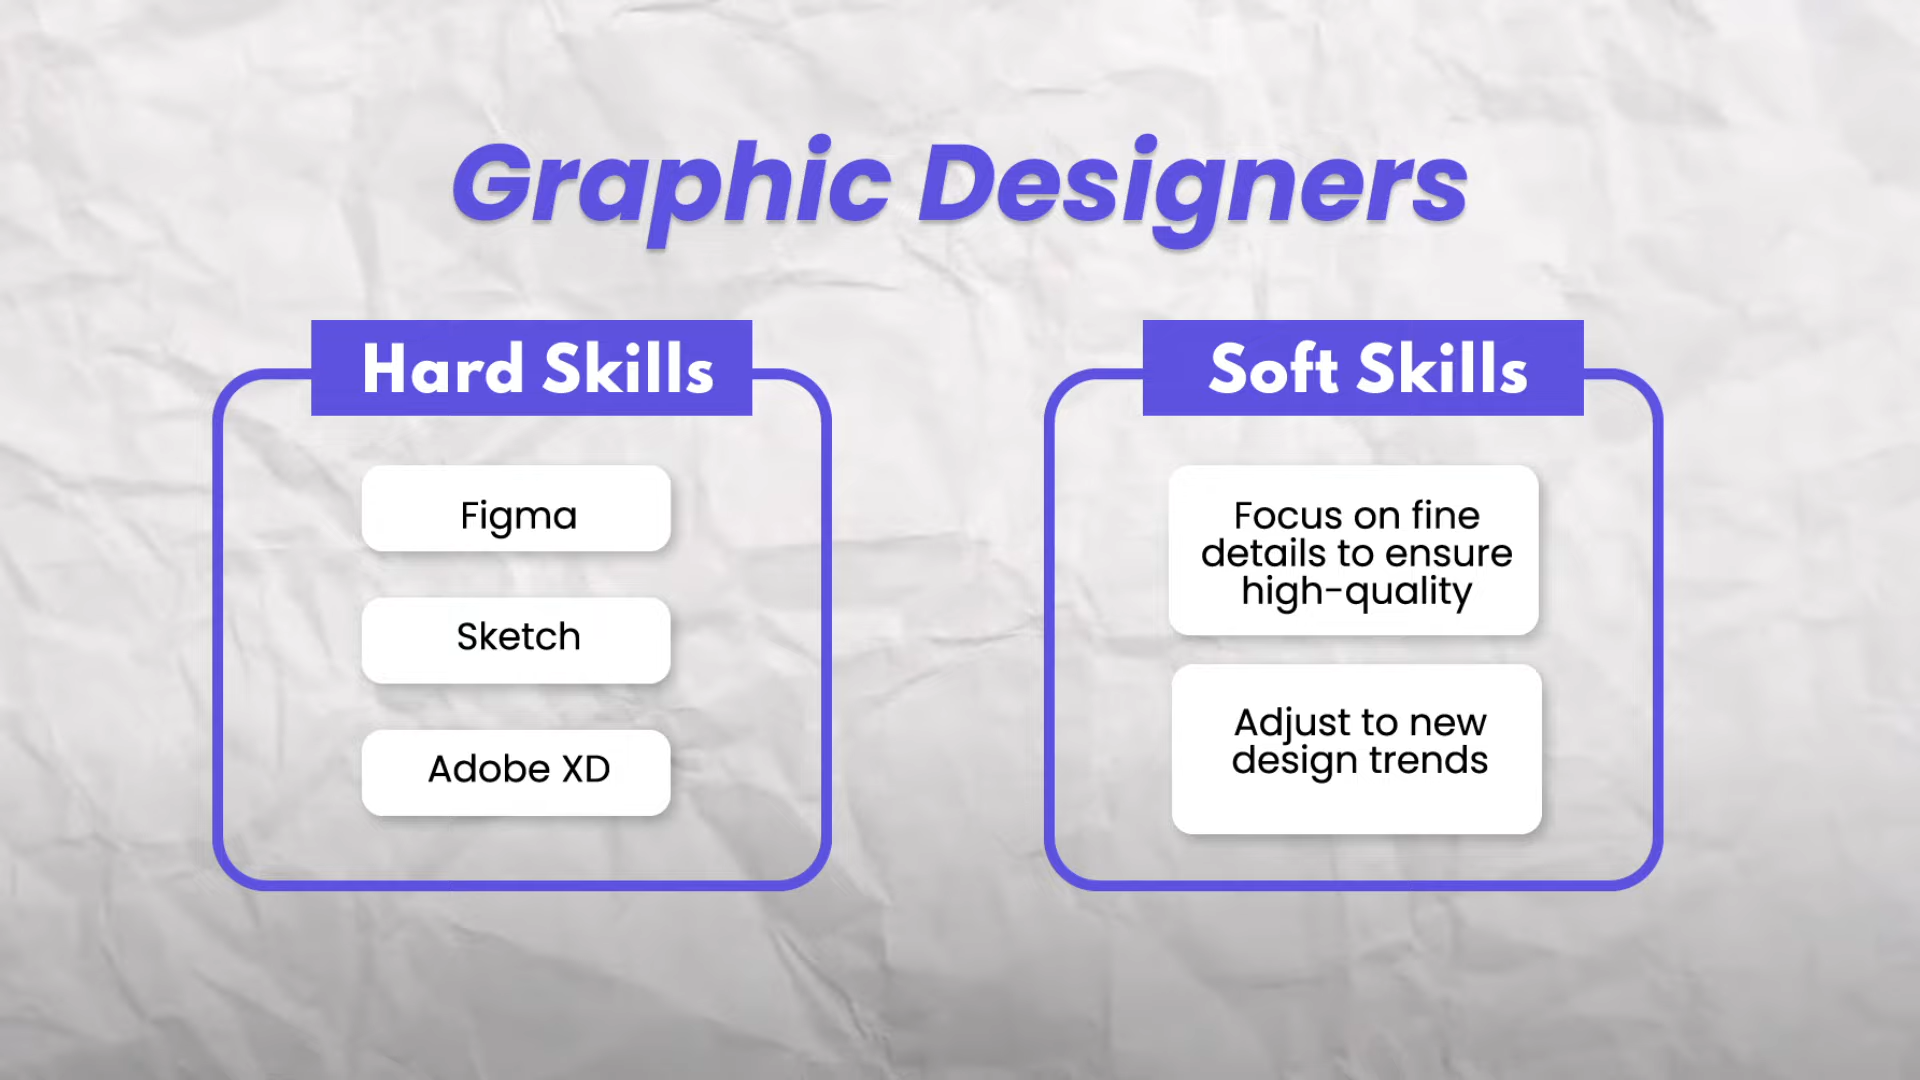 Graphic Designers
Hard Skills
Figma
Sketch
Adobe XD
Soft Skills
Focus on fine
details to ensure
high-quality
Adjust to new
design trends